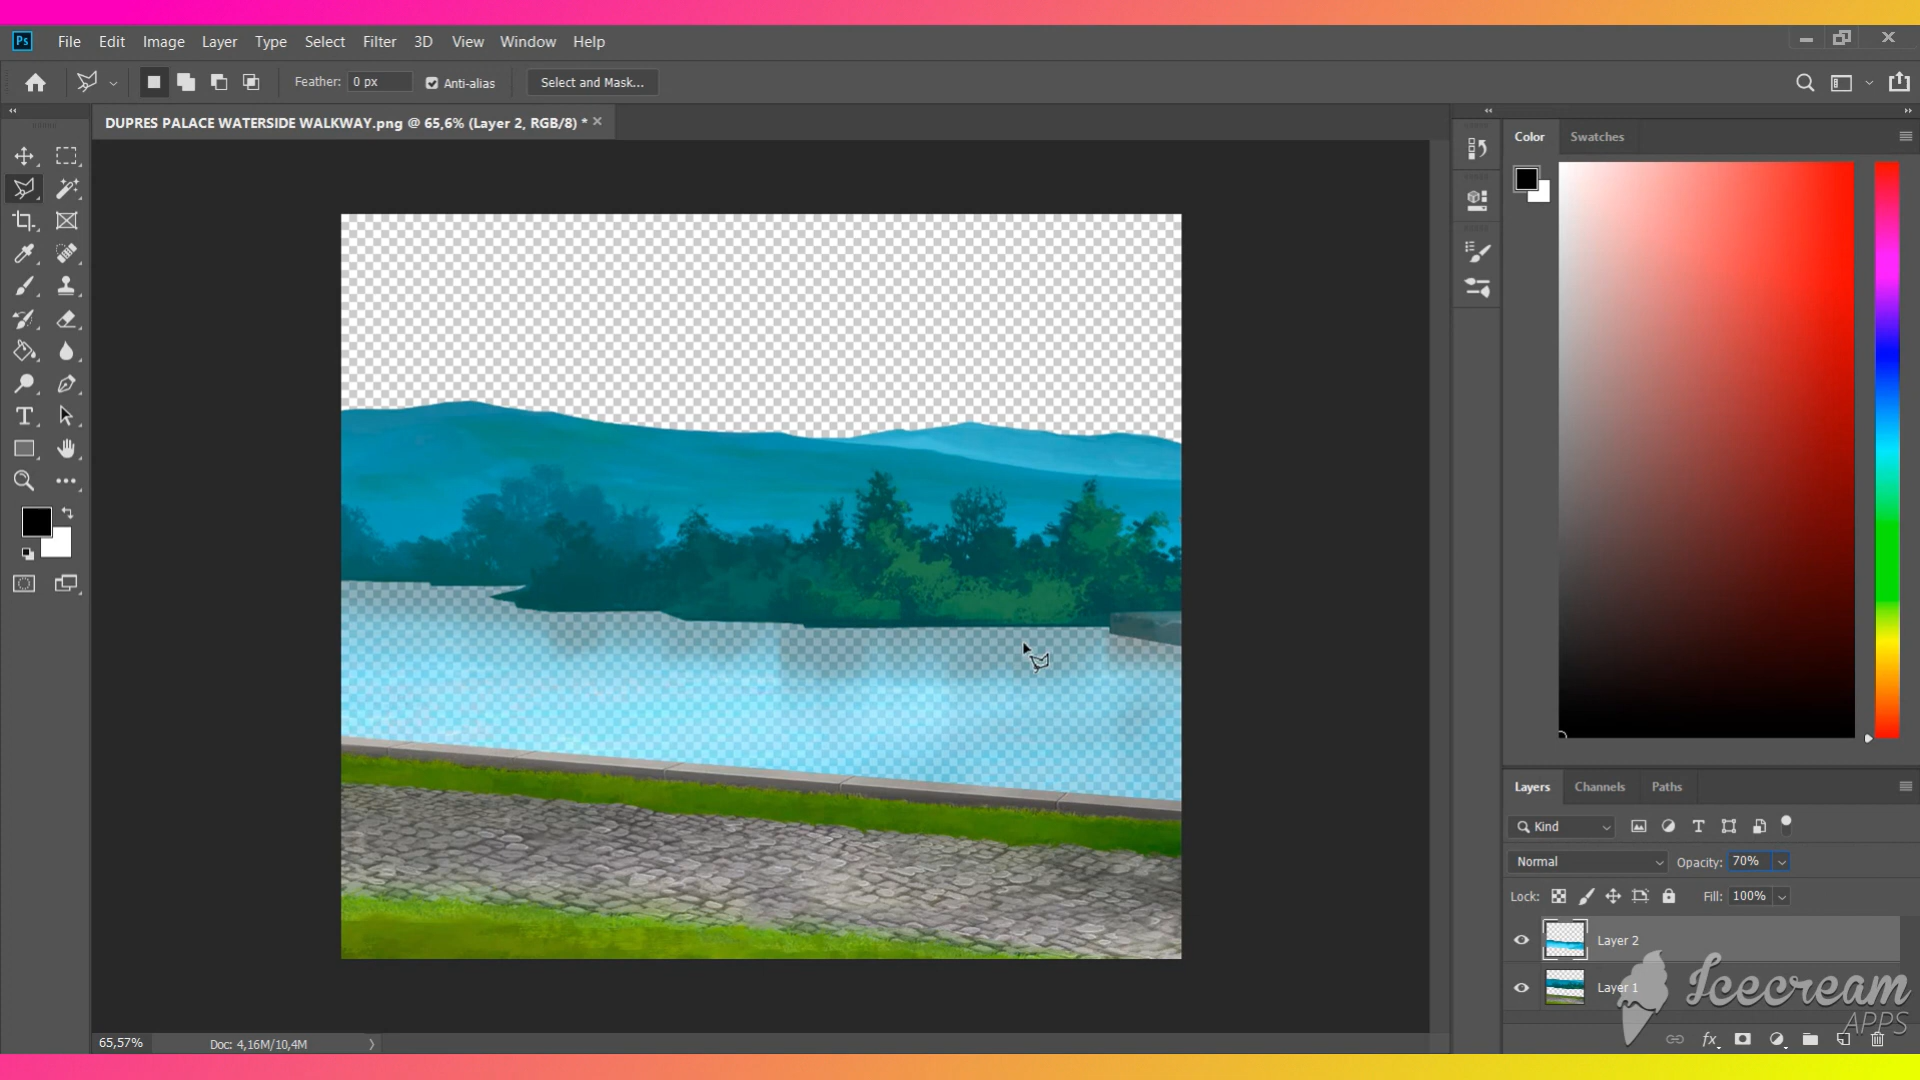 Ps File Edit Image Layer Type Select Filter 3D View Window Help
Feather: 0 px Anti-alias Select and Mask...
DUPRES PALACE WATERSIDE WALKWAY.png @ 65,6% (Layer 2, RGB/8) *
Color Swatches
Layers Channels Paths
Kind
Normal Opacity: 70%
Lock: Fill: 100%
Layer 2
Layer 1
Icecream
APPS
fx
65,57% Doc: 4,16M/10,4M